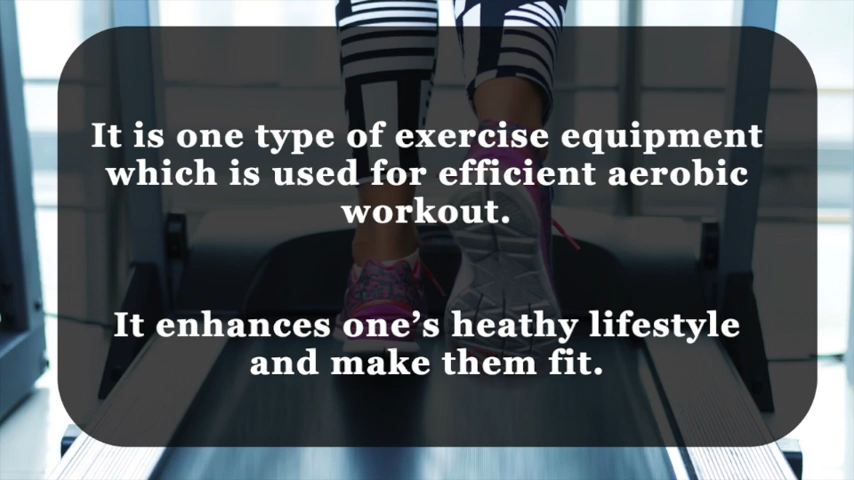 It is one type of exercise equipment
which is used for efficient aerobic
workout.
It enhances one’s heathy lifestyle
and make them fit.